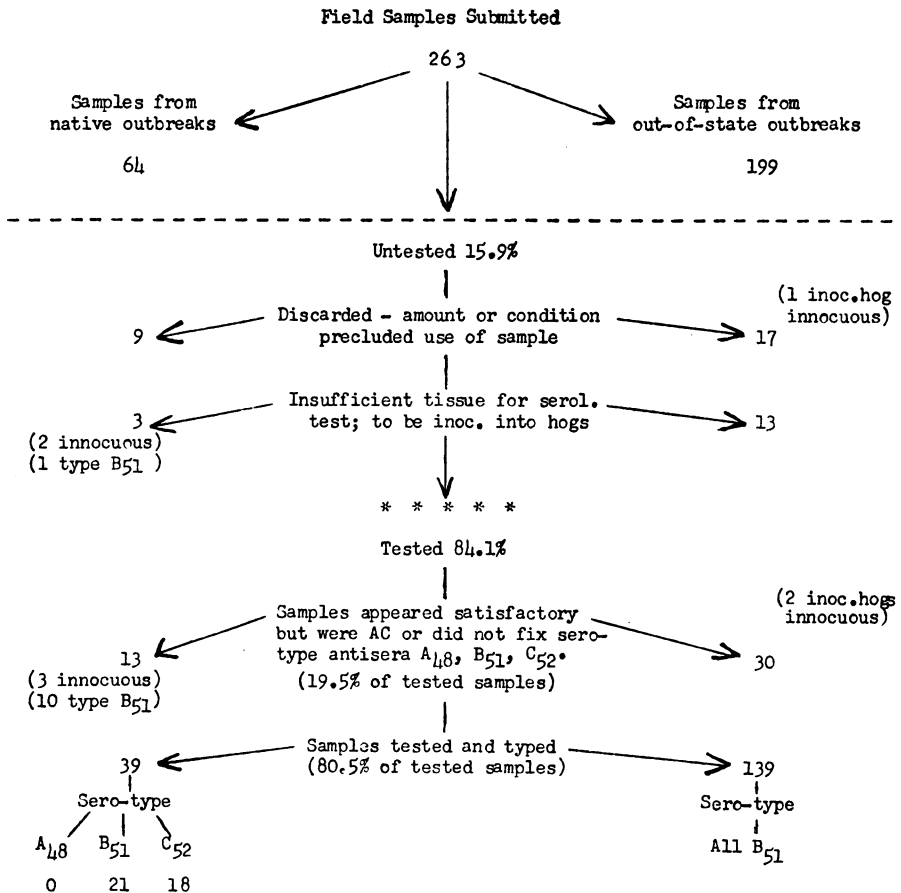 Field Samples Submitted
263
Samples from
native outbreaks
64
Samples from
out-of-state outbreaks
199
Untested 15.9%
(1 inoc.hog
innocuous)
Discarded - amount or condition
precluded use of sample
9
17
Insufficient tissue for serol.
test; to be inoc. into hogs
3
(2 innocuous)
(1 type B51 )
13
* * * * *
Tested 84.1%
(2 inoc.hogs
innocuous)
Samples appeared satisfactory
but were AC or did not fix sero-
type antisera A48, B51, C52.
(19.5% of tested samples)
13
(3 innocuous)
(10 type B51)
30
Samples tested and typed
(80.5% of tested samples)
39
139
Sero-type
Sero-type
A48 B51 C52
All B51
0 21 18